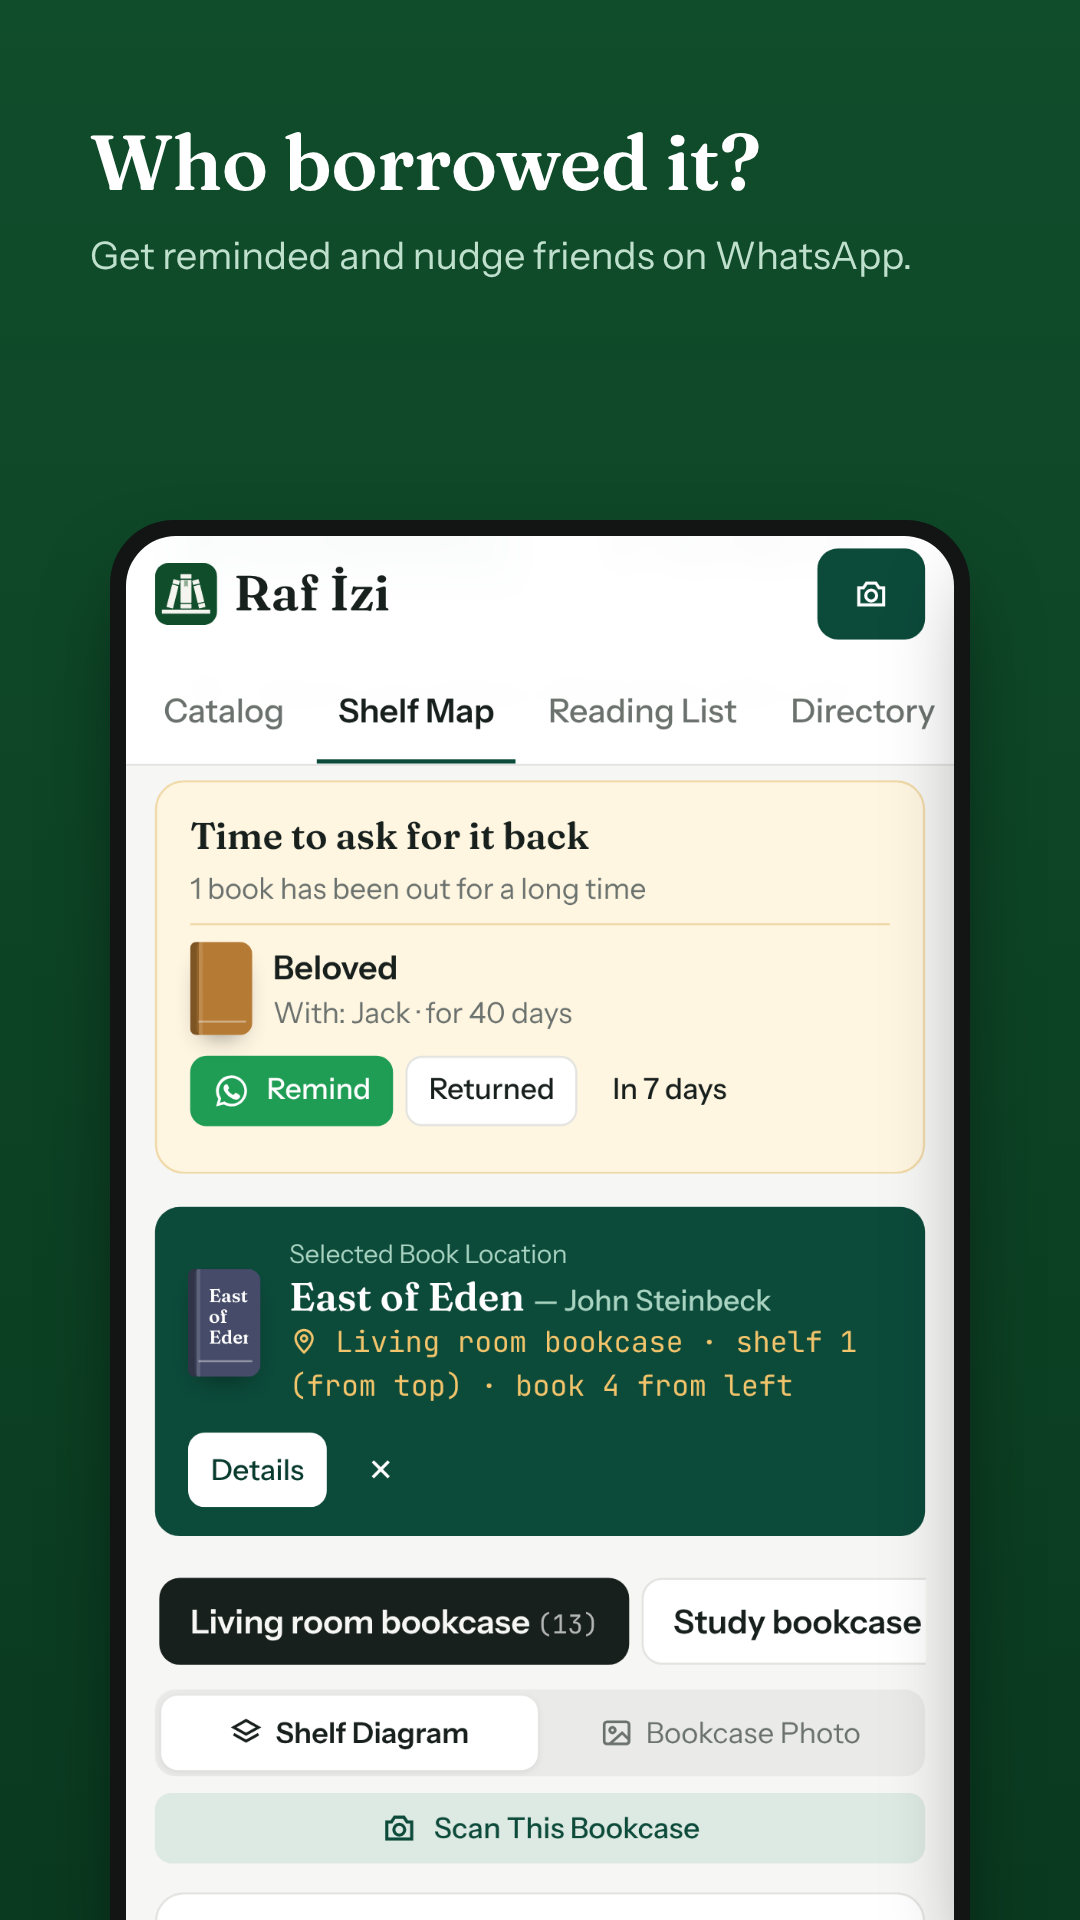 Who borrowed it?
Get reminded and nudge friends on WhatsApp.
Raf İzi
Catalog
Shelf Map
Reading List
Directory
Time to ask for it back
1 book has been out for a long time
Beloved
With: Jack · for 40 days
Remind
Returned
In 7 days
Selected Book Location
East
of
Eden
East of Eden — John Steinbeck
Living room bookcase · shelf 1
(from top) · book 4 from left
Details
×
Living room bookcase (13)
Study bookcase
Shelf Diagram
Bookcase Photo
Scan This Bookcase